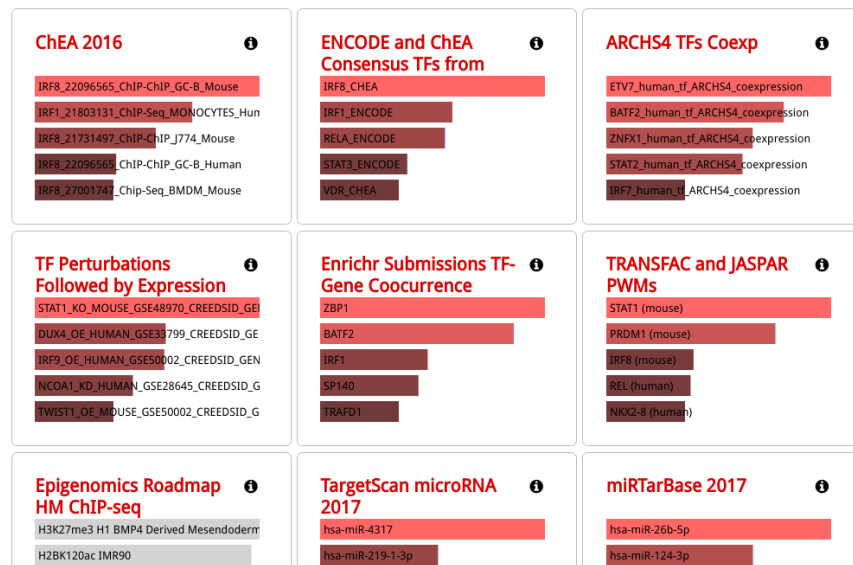 ChEA 2016
IRF8_22096565_ChIP-ChIP_GC-B_Mouse
IRF1_21803131_ChIP-Seq_MONOCYTES_Hum
IRF8_21731497_ChIP-ChIP_J774_Mouse
IRF8_22096565_ChIP-ChIP_GC-B_Human
IRF8_27001747_Chip-Seq_BMDM_Mouse
ENCODE and ChEA
Consensus TFs from
IRF8_CHEA
IRF1_ENCODE
RELA_ENCODE
STAT3_ENCODE
VDR_CHEA
ARCHS4 TFs Coexp
ETV7_human_tf_ARCHS4_coexpression
BATF2_human_tf_ARCHS4_coexpression
ZNFX1_human_tf_ARCHS4_coexpression
STAT2_human_tf_ARCHS4_coexpression
IRF7_human_tf_ARCHS4_coexpression
TF Perturbations
Followed by Expression
STAT1_KO_MOUSE_GSE48970_CREEDSID_GEI
DUX4_OE_HUMAN_GSE33799_CREEDSID_GE
IRF9_OE_HUMAN_GSE50002_CREEDSID_GEN
NCOA1_KD_HUMAN_GSE28645_CREEDSID_G
TWIST1_OE_MOUSE_GSE50002_CREEDSID_G
Enrichr Submissions TF-
Gene Coocurrence
ZBP1
BATF2
IRF1
SP140
TRAFD1
TRANSFAC and JASPAR
PWMs
STAT1 (mouse)
PRDM1 (mouse)
IRF8 (mouse)
REL (human)
NKX2-8 (human)
Epigenomics Roadmap
HM ChIP-seq
H3K27me3 H1 BMP4 Derived Mesendoderm
H2BK120ac IMR90
TargetScan microRNA
2017
hsa-miR-4317
hsa-miR-219-1-3p
miRTarBase 2017
hsa-miR-26b-5p
hsa-miR-124-3p